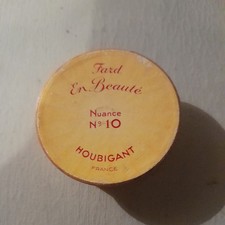 Fard
En Beauté
Nuance
No 10
HOUBIGANT
FRANCE